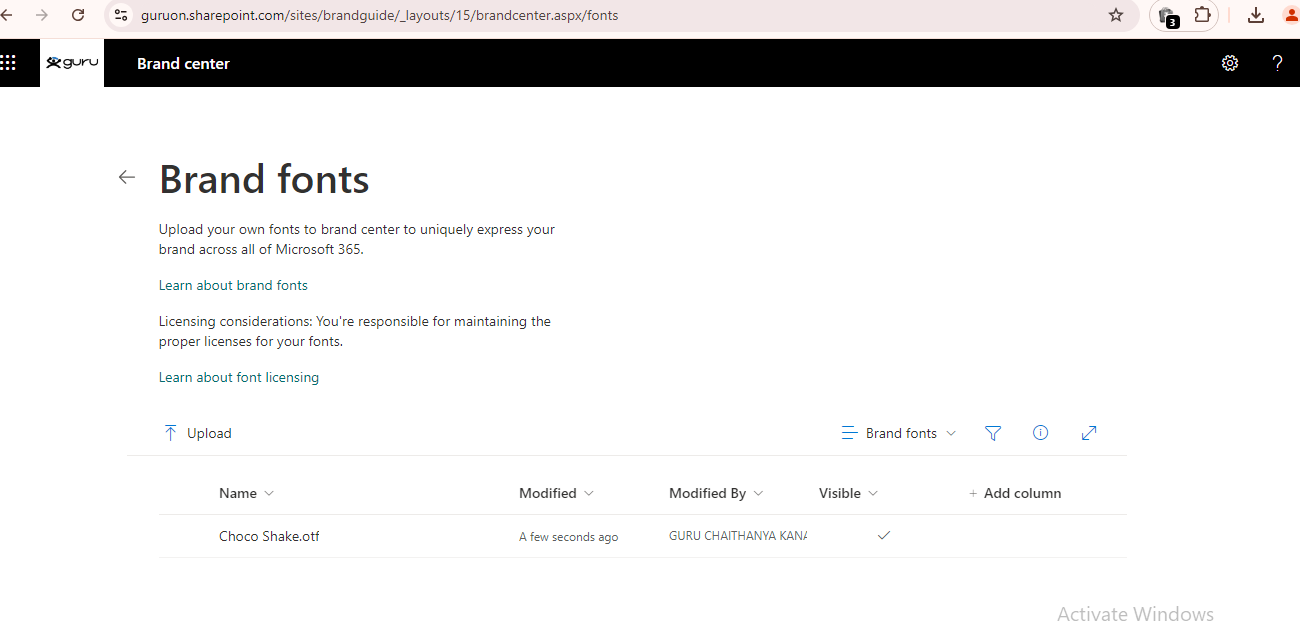 guruon.sharepoint.com/sites/brandguide/_layouts/15/brandcenter.aspx/fonts
3
guru
Brand center
?
Brand fonts
Upload your own fonts to brand center to uniquely express your
brand across all of Microsoft 365.
Learn about brand fonts
Licensing considerations: You're responsible for maintaining the
proper licenses for your fonts.
Learn about font licensing
Upload
Brand fonts
Name
Modified
Modified By
Visible
+ Add column
Choco Shake.otf
A few seconds ago
GURU CHAITHANYA KANA
Activate Windows